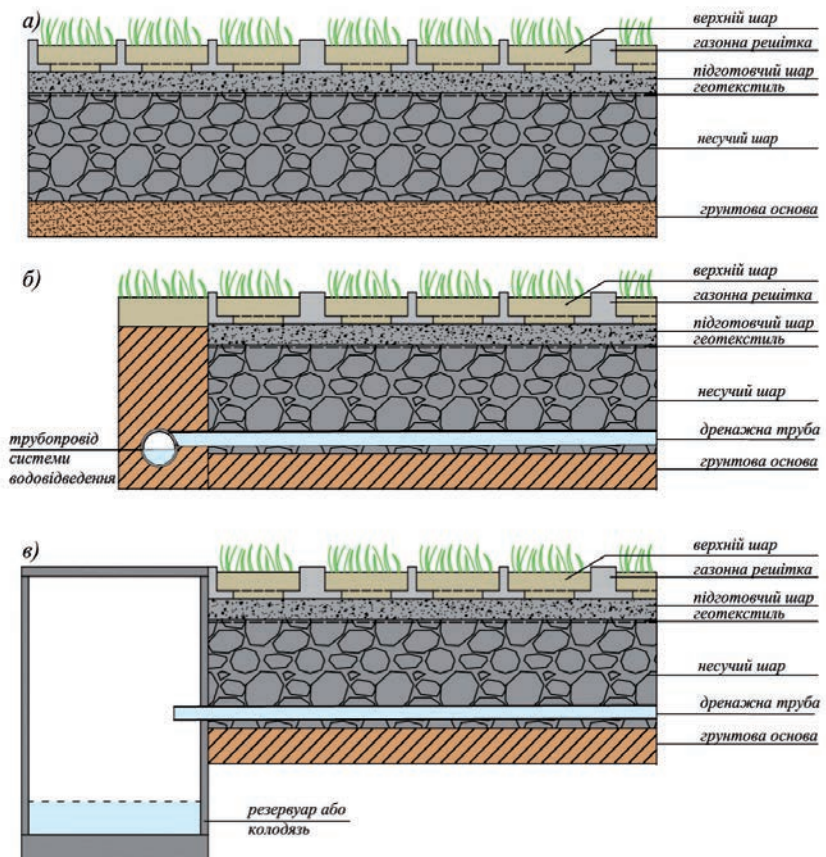 а)
верхній шар
газонна решітка
підготовчий шар
геотекстиль
несучий шар
грунтова основа
б)
верхній шар
газонна решітка
підготовчий шар
геотекстиль
несучий шар
трубопровід
системи
водовідведення
дренажна труба
грунтова основа
в)
верхній шар
газонна решітка
підготовчий шар
геотекстиль
несучий шар
дренажна труба
грунтова основа
резервуар або
колодязь